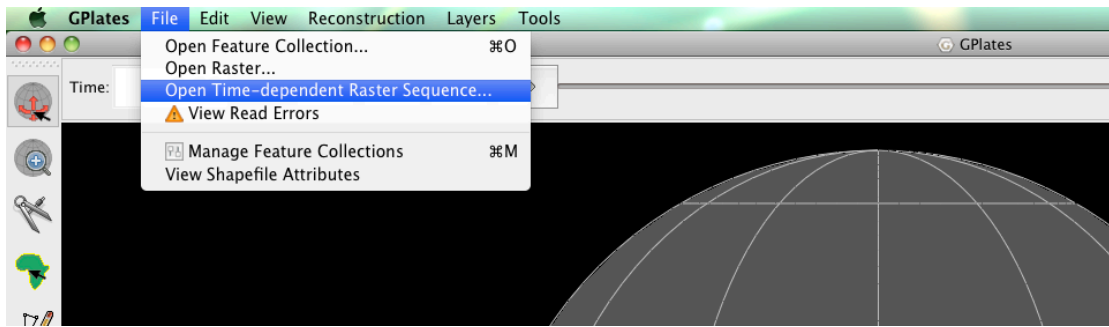 GPlates File Edit View Reconstruction Layers Tools
GPlates
Open Feature Collection... ⌘O
Open Raster...
Time:
Open Time-dependent Raster Sequence...
View Read Errors
Manage Feature Collections ⌘M
View Shapefile Attributes